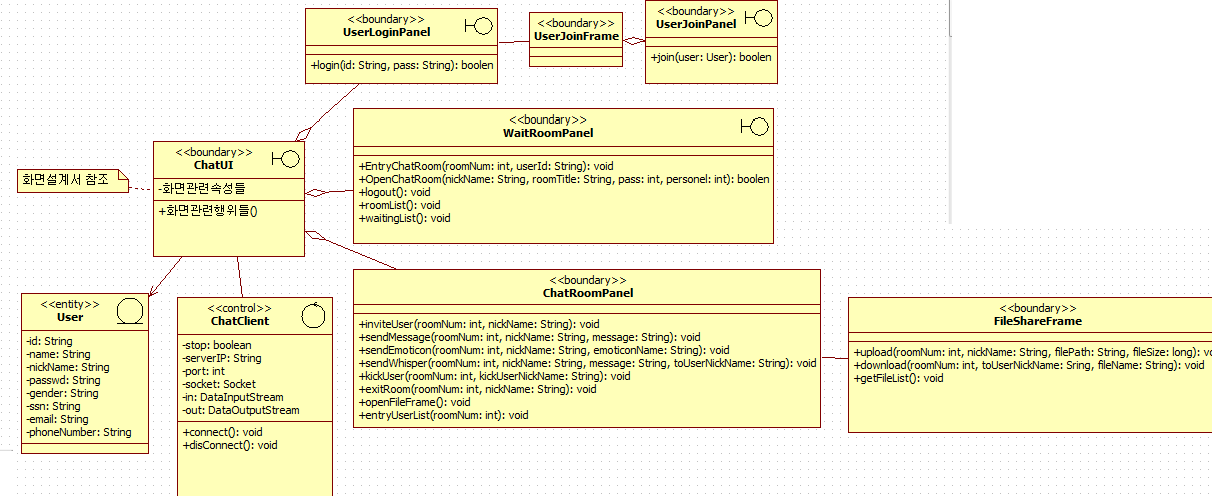 <<boundary>>
UserLoginPanel
+login(id: String, pass: String): boolen
<<boundary>>
UserJoinFrame
<<boundary>>
UserJoinPanel
+join(user: User): boolen
<<boundary>>
WaitRoomPanel
+EntryChatRoom(roomNum: int, userId: String): void
+OpenChatRoom(nickName: String, roomTitle: String, pass: int, personel: int): boolen
+logout(): void
+roomList(): void
+waitingList(): void
화면설계서 참조
<<boundary>>
ChatUI
-화면관련속성들
+화면관련행위들()
<<entity>>
User
-id: String
-name: String
-nickName: String
-passwd: String
-gender: String
-ssn: String
-email: String
-phoneNumber: String
<<control>>
ChatClient
-stop: boolean
-serverIP: String
-port: int
-socket: Socket
-in: DataInputStream
-out: DataOutputStream
+connect(): void
+disConnect(): void
<<boundary>>
ChatRoomPanel
+inviteUser(roomNum: int, nickName: String): void
+sendMessage(roomNum: int, nickName: String, message: String): void
+sendEmoticon(roomNum: int, nickName: String, emoticonName: String): void
+sendWhisper(roomNum: int, nickName: String, message: String, toUserNickName: String): void
+kickUser(roomNum: int, kickUserNickName: String): void
+exitRoom(roomNum: int, nickName: String): void
+openFileFrame(): void
+entryUserList(roomNum: int): void
<<boundary>>
FileShareFrame
+upload(roomNum: int, nickName: String, filePath: String, fileSize: long): vo
+download(roomNum: int, toUserNickName: Sring, fileName: String): void
+getFileList(): void